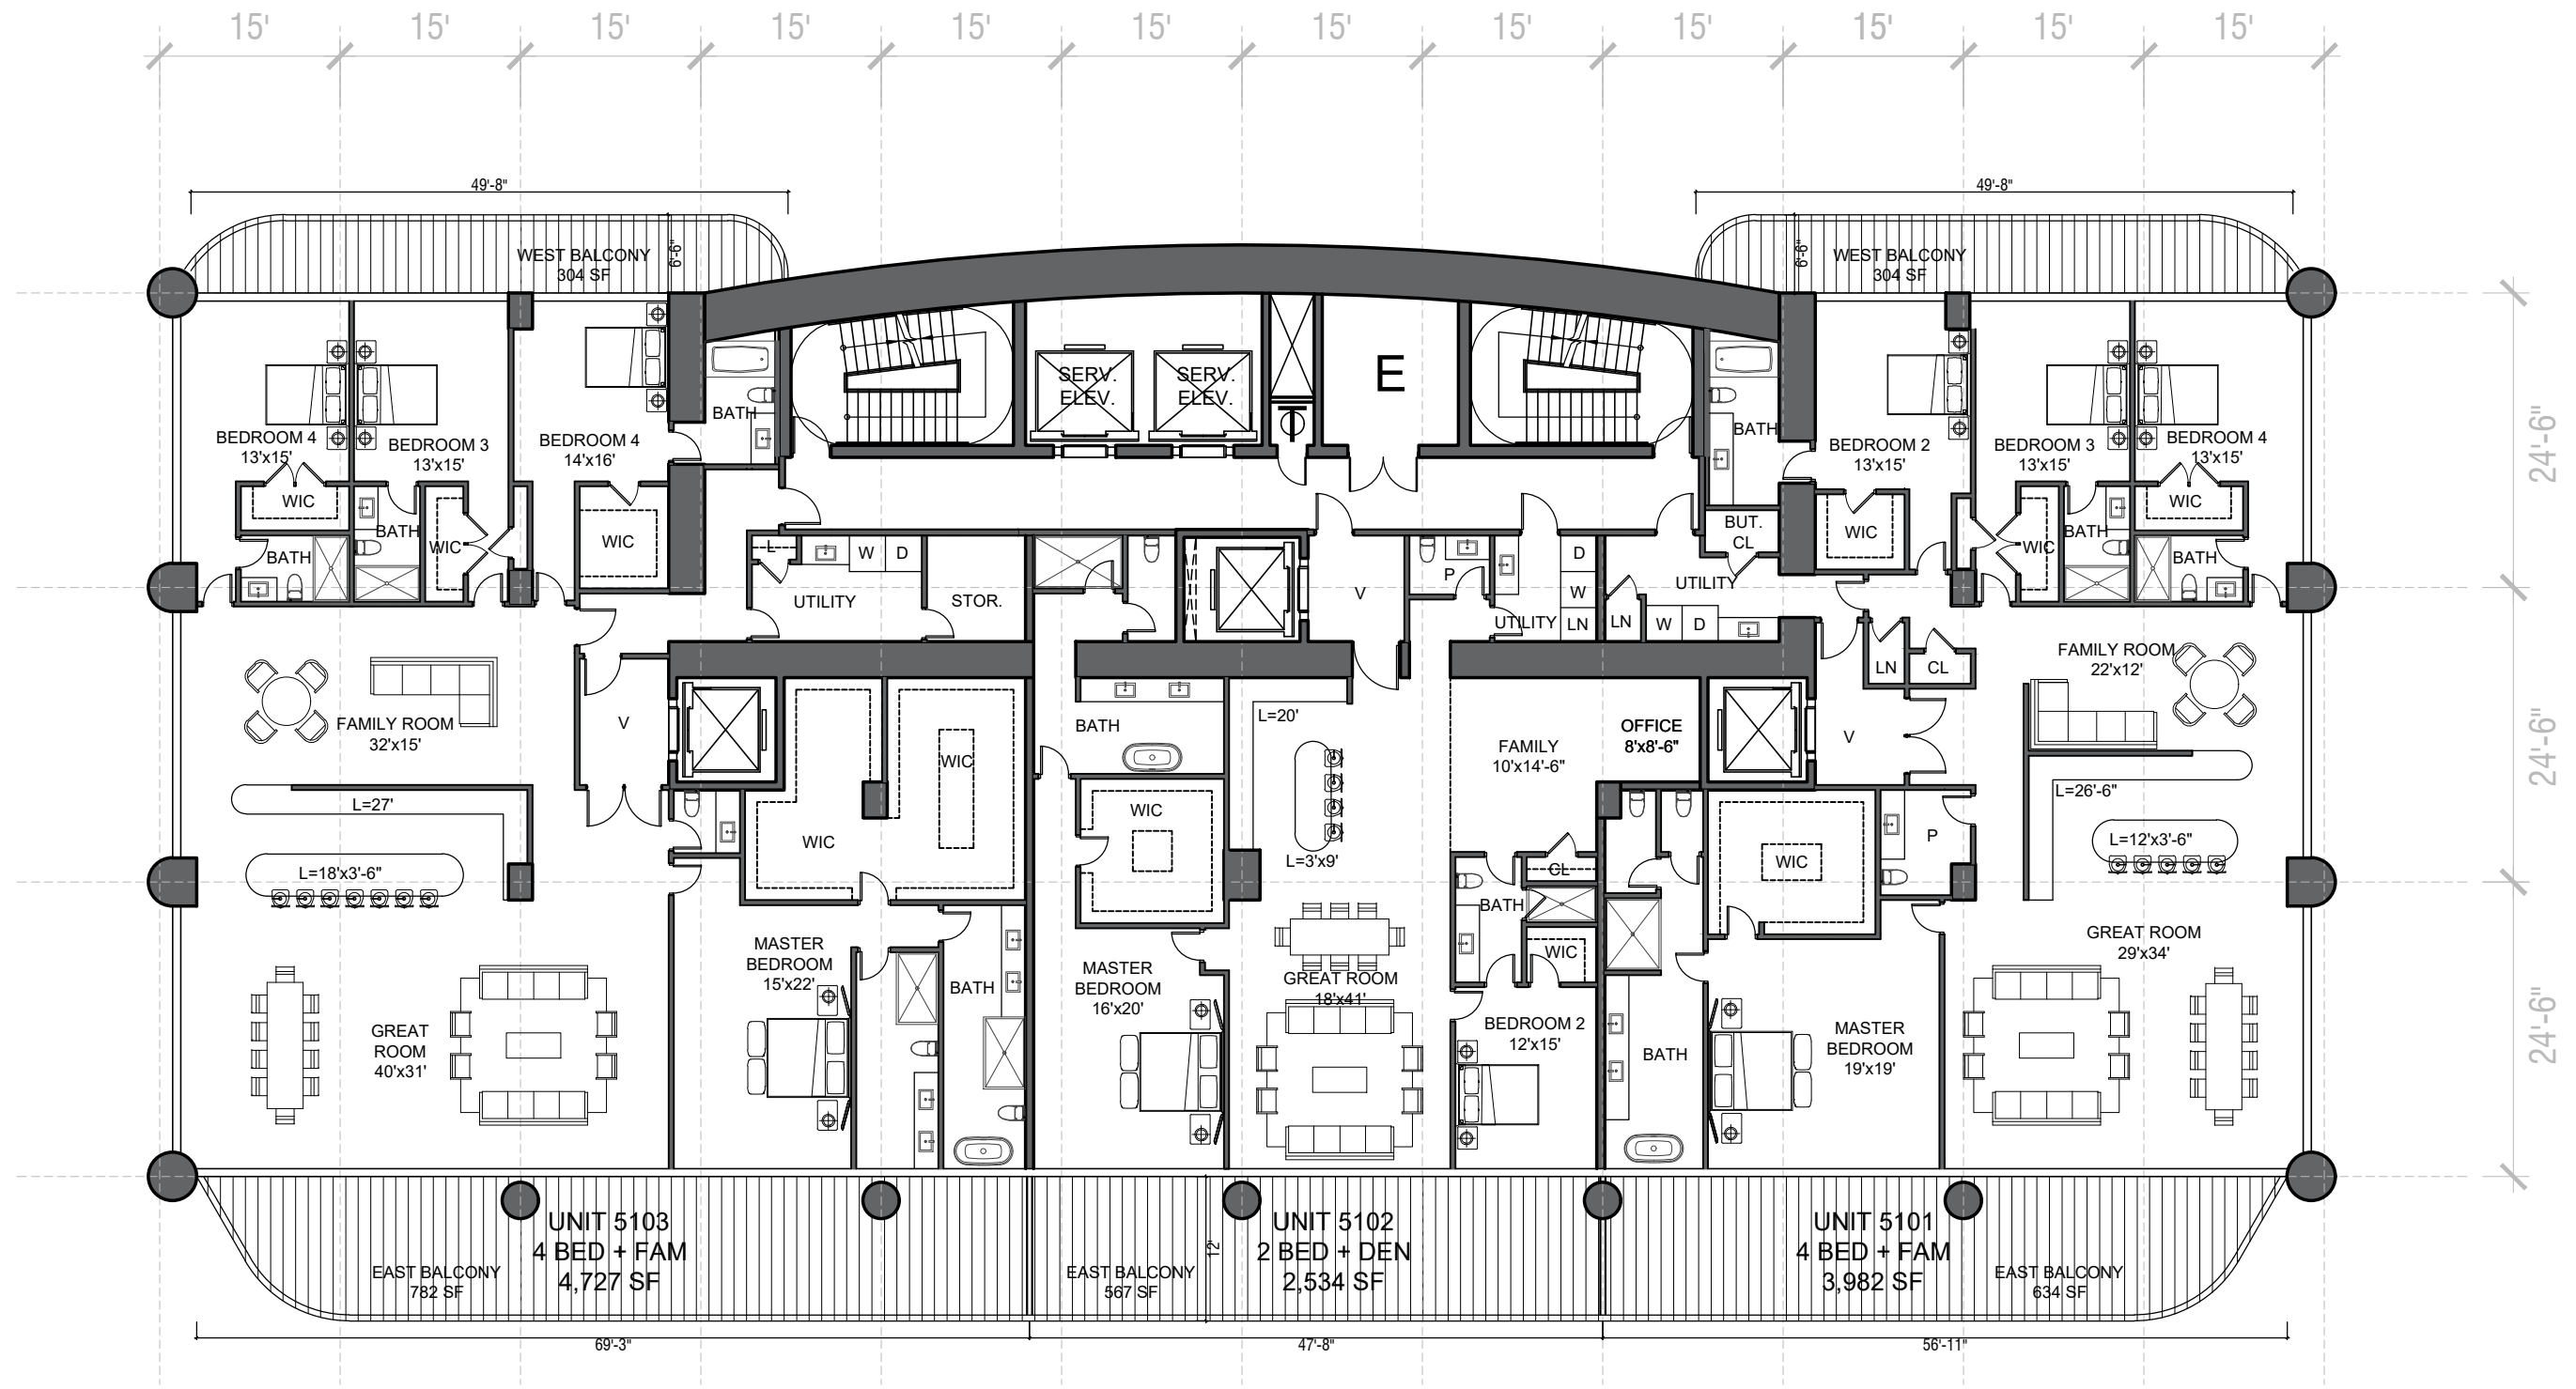 15' 15' 15' 15' 15' 15' 15' 15' 15' 15' 15' 15'
49'-8"
49'-8"
WEST BALCONY
304 SF
6'-6"
6'-6"
WEST BALCONY
304 SF
SERV.
ELEV.
SERV.
ELEV.
E
24'-6"
24'-6"
24'-6"
BEDROOM 4
13'x15'
BEDROOM 3
13'x15'
BEDROOM 4
14'x16'
BATH
BATH
BEDROOM 2
13'x15'
BEDROOM 3
13'x15'
BEDROOM 4
13'x15'
WIC
BATH
BATH
WIC
WIC
L
W
D
UTILITY
STOR.
V
P
D
W
LN
UTILITY
BUT.
CL
UTILITY
LN
W
D
WIC
WIC
BATH
WIC
BATH
LN
CL
FAMILY ROOM
32'x15'
V
WIC
WIC
BATH
L=20'
FAMILY
10'x14'-6"
OFFICE
8'x8'-6"
V
FAMILY ROOM
22'x12'
L=27'
L=18'x3'-6"
WIC
L=3'x9'
CL
BATH
WIC
WIC
P
L=26'-6"
L=12'x3'-6"
GREAT
ROOM
40'x31'
MASTER
BEDROOM
15'x22'
BATH
MASTER
BEDROOM
16'x20'
GREAT ROOM
18'x41'
BEDROOM 2
12'x15'
BATH
MASTER
BEDROOM
19'x19'
GREAT ROOM
29'x34'
UNIT 5103
4 BED + FAM
4,727 SF
EAST BALCONY
782 SF
12'
UNIT 5102
2 BED + DEN
2,534 SF
EAST BALCONY
567 SF
UNIT 5101
4 BED + FAM
3,982 SF
EAST BALCONY
634 SF
69'-3"
47'-8"
56'-11"